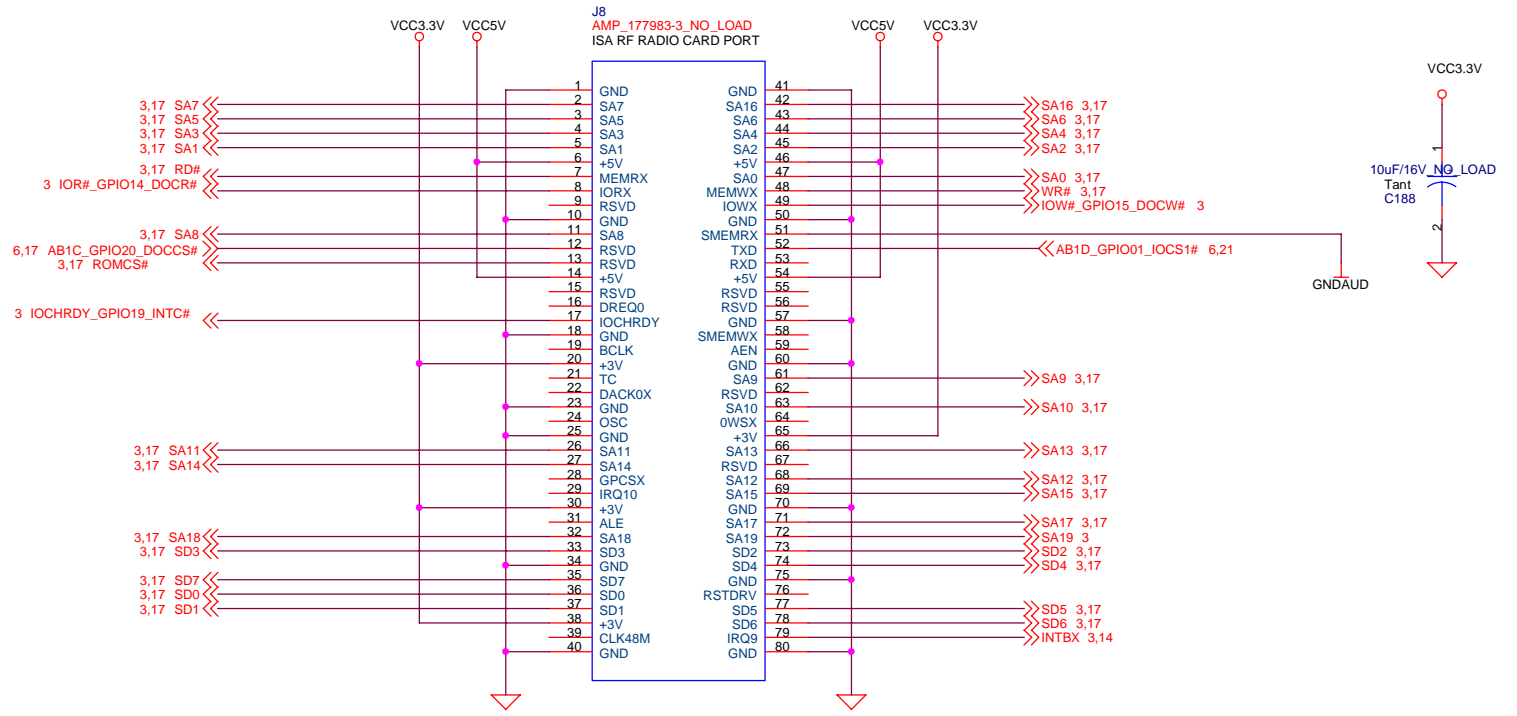 J8
AMP_177983-3_NO_LOAD
ISA RF RADIO CARD PORT
VCC3.3V VCC5V
VCC5V VCC3.3V
VCC3.3V
1 GND GND 41
3,17 SA7 2 SA7 SA16 42 SA16 3,17
3,17 SA5 3 SA5 SA6 43 SA6 3,17
3,17 SA3 4 SA3 SA4 44 SA4 3,17
3,17 SA1 5 SA1 SA2 45 SA2 3,17
6 +5V +5V 46
3,17 RD# 7 MEMRX SA0 47 SA0 3,17
3 IOR#_GPIO14_DOCR# 8 IORX MEMWX 48 WR# 3,17
9 RSVD IOWX 49 IOW#_GPIO15_DOCW# 3
10 GND GND 50
3,17 SA8 11 SA8 SMEMRX 51
6,17 AB1C_GPIO20_DOCCS# 12 RSVD TXD 52 AB1D_GPIO01_IOCS1# 6,21
3,17 ROMCS# 13 RSVD RXD 53
14 +5V +5V 54
15 RSVD RSVD 55
16 DREQ0 RSVD 56
3 IOCHRDY_GPIO19_INTC# 17 IOCHRDY GND 57
18 GND SMEMWX 58
19 BCLK AEN 59
20 +3V GND 60
21 TC SA9 61 SA9 3,17
22 DACK0X RSVD 62
23 GND SA10 63 SA10 3,17
24 OSC 0WSX 64
25 GND +3V 65
3,17 SA11 26 SA11 SA13 66 SA13 3,17
3,17 SA14 27 SA14 RSVD 67
28 GPCSX SA12 68 SA12 3,17
29 IRQ10 SA15 69 SA15 3,17
30 +3V GND 70
31 ALE SA17 71 SA17 3,17
3,17 SA18 32 SA18 SA19 72 SA19 3
3,17 SD3 33 SD3 SD2 73 SD2 3,17
34 GND SD4 74 SD4 3,17
3,17 SD7 35 SD7 GND 75
3,17 SD0 36 SD0 RSTDRV 76
3,17 SD1 37 SD1 SD5 77 SD5 3,17
38 +3V SD6 78 SD6 3,17
39 CLK48M IRQ9 79 INTBX 3,14
40 GND GND 80
GNDAUD
1
10uF/16V_NO_LOAD
Tant
C188
2